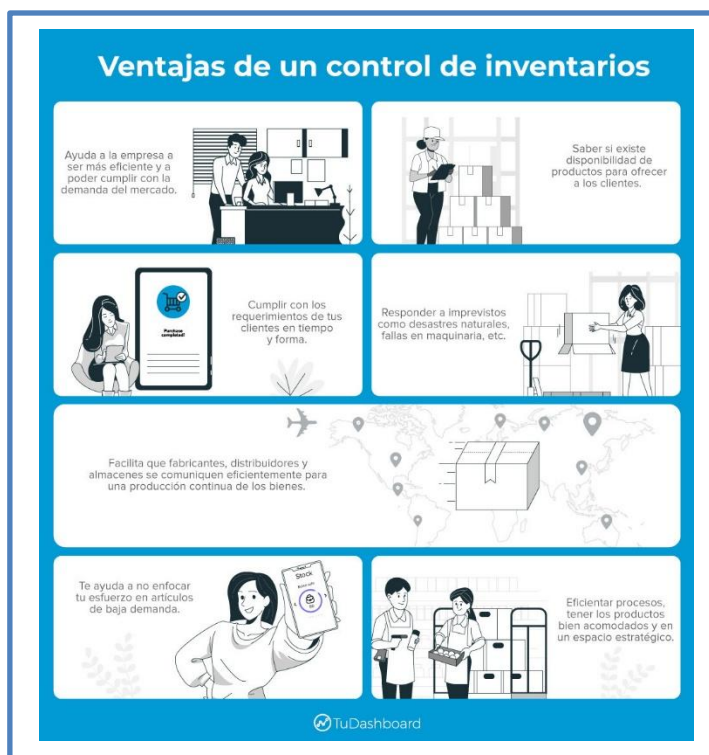 Ventajas de un control de inventarios
Ayuda a la empresa a
ser más eficiente y a
poder cumplir con la
demanda del mercado.
Saber si existe
disponibilidad de
productos para ofrecer
a los clientes.
Purchase
completed!
Cumplir con los
requerimientos de tus
clientes en tiempo
y forma.
Responder a imprevistos
como desastres naturales,
fallas en maquinaria, etc.
Facilita que fabricantes, distribuidores y
almacenes se comuniquen eficientemente para
una producción continua de los bienes.
Te ayuda a no enfocar
tu esfuerzo en artículos
de baja demanda.
Stock
Eficientar procesos,
tener los productos
bien acomodados y en
un espacio estratégico.
TuDashboard